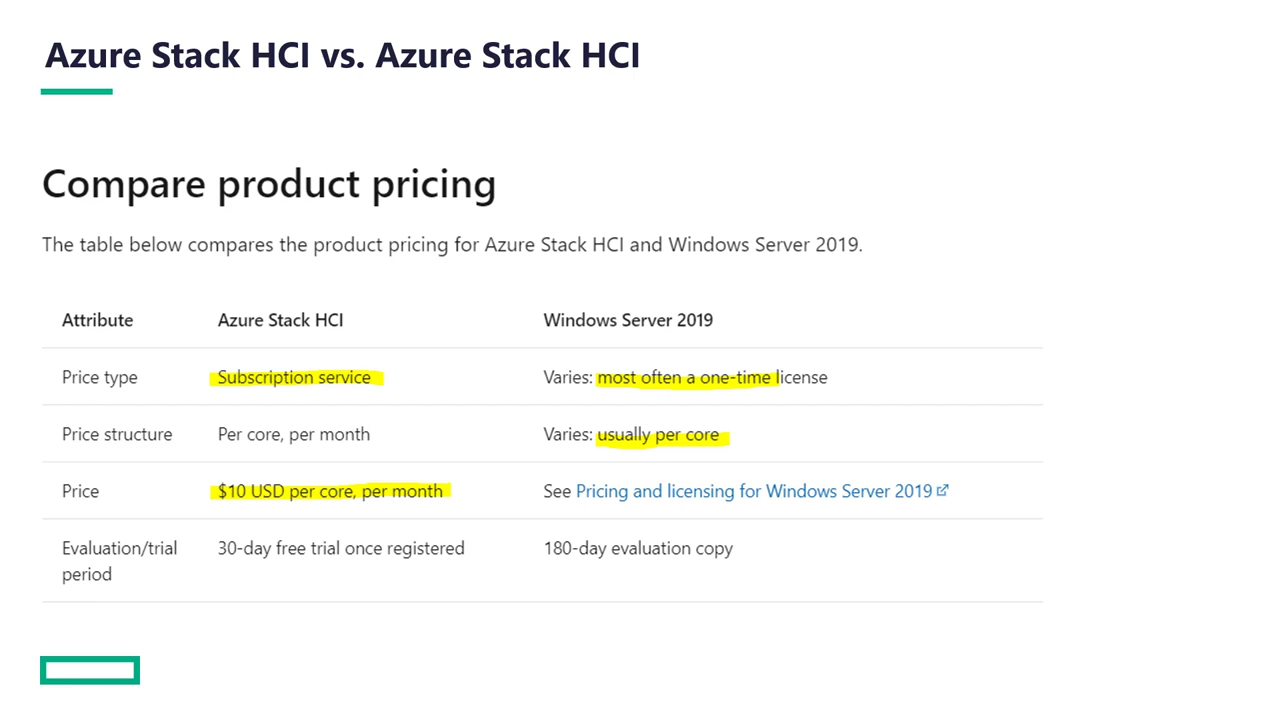 Azure Stack HCI vs. Azure Stack HCI
Compare product pricing
The table below compares the product pricing for Azure Stack HCI and Windows Server 2019.
Attribute Azure Stack HCI Windows Server 2019
Price type Subscription service Varies: most often a one-time license
Price structure Per core, per month Varies: usually per core
Price $10 USD per core, per month See Pricing and licensing for Windows Server 2019
Evaluation/trial 30-day free trial once registered 180-day evaluation copy
period